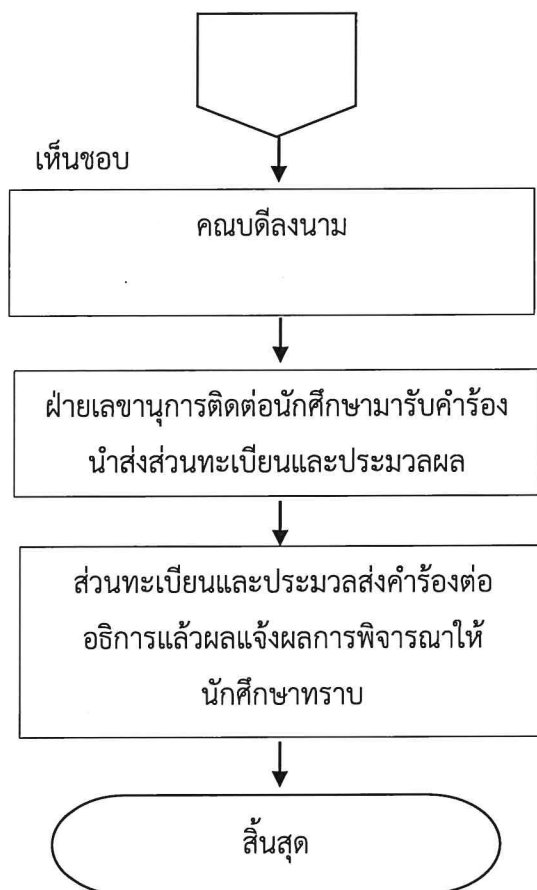 เห็นชอบ
คณบดีลงนาม
ฝ่ายเลขานุการติดต่อนักศึกษามารับคำร้อง
นำส่งส่วนทะเบียนและประมวลผล
ส่วนทะเบียนและประมวลส่งคำร้องต่อ
อธิการแล้วผลแจ้งผลการพิจารณาให้
นักศึกษาทราบ
สิ้นสุด